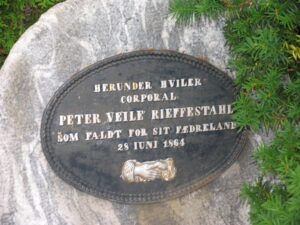 HERUNDER HVILER
CORPORAL
PETER VEILE RIEFFESTAHL
SOM FALDT FOR SIT FÆDRELAND
28 JUNI 1864